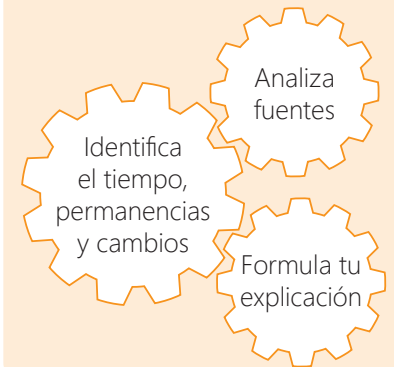 Analiza
fuentes
Identifica
el tiempo,
permanencias
y cambios
Formula tu
explicación